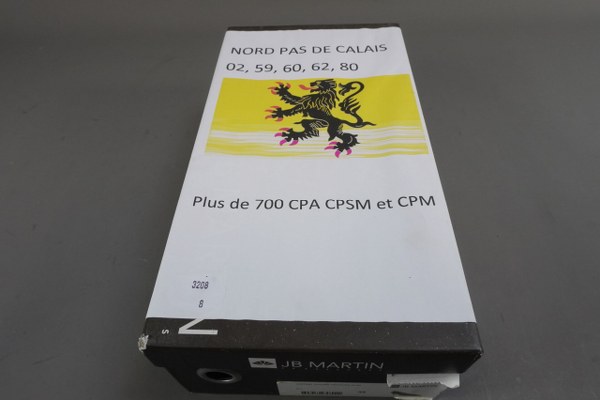 NORD PAS DE CALAIS
02, 59, 60, 62, 80
Plus de 700 CPA CPSM et CPM
3208
8
N
S
JB MARTIN